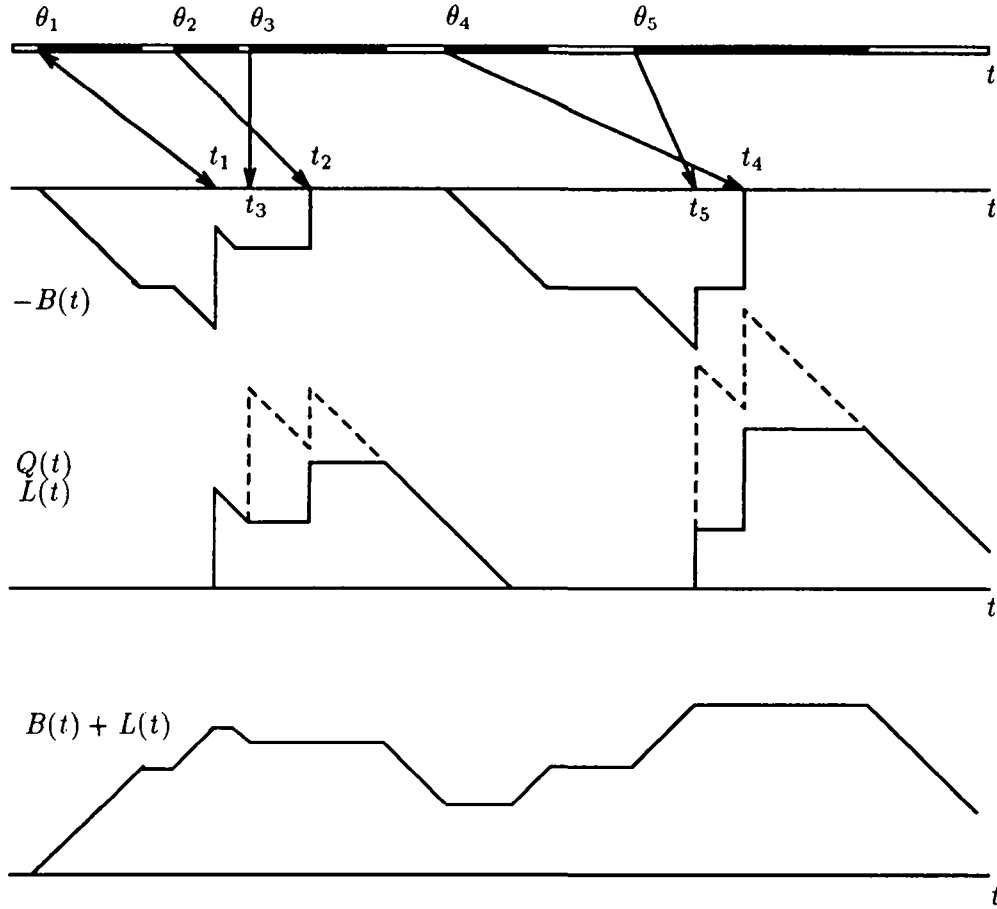 θ₁ θ₂ θ₃ θ₄ θ₅
t
t₁ t₂ t₄
t₃ t₅ t
−B(t)
Q(t)
L(t)
t
B(t) + L(t)
t